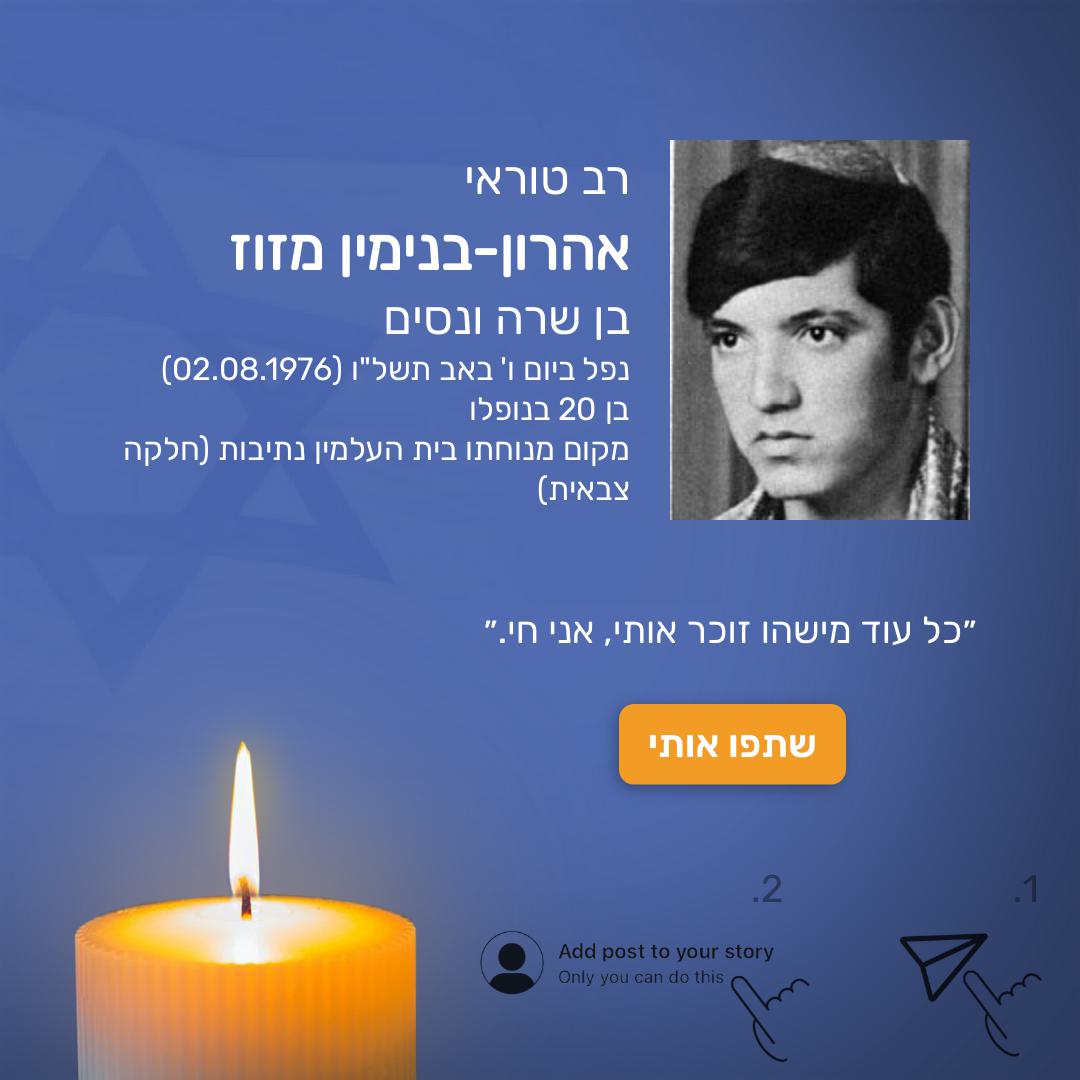 רב טוראי
אהרון-בנימין מזוז
בן שרה ונסים
נפל ביום ו' באב תשל"ו (02.08.1976)
בן 20 בנופלו
מקום מנוחתו בית העלמין נתיבות (חלקה
צבאית)
״כל עוד מישהו זוכר אותי, אני חי.״
שתפו אותי
.1
.2
Add post to your story
Only you can do this